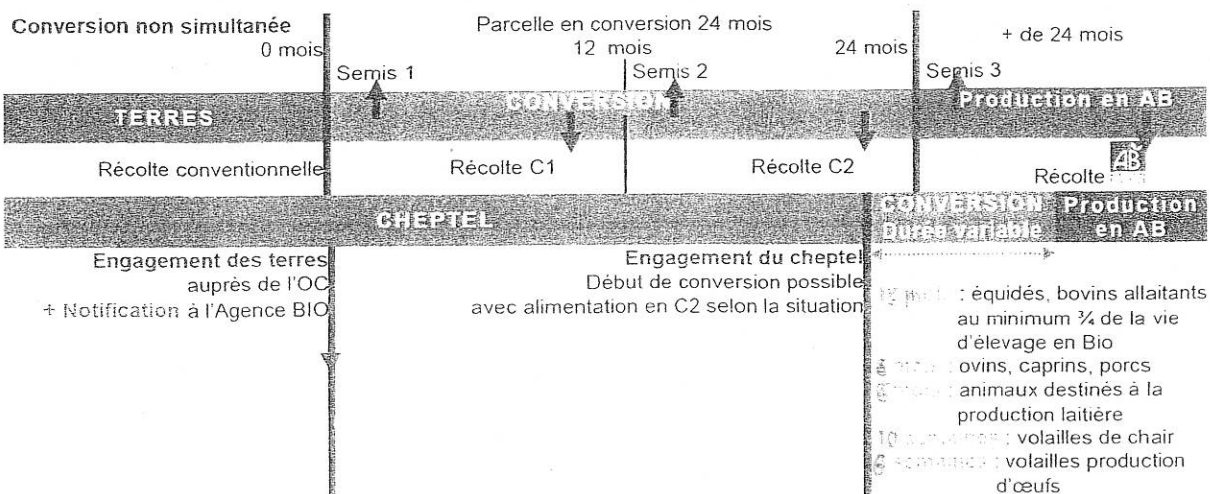 Conversion non simultanée
Parcelle en conversion 24 mois
+ de 24 mois
0 mois
12 mois
24 mois
Semis 1
Semis 2
Semis 3
TERRES
CONVERSION
Production en AB
Récolte conventionnelle
Récolte C1
Récolte C2
Récolte AB
CHEPTEL
CONVERSION
Durée variable
Production
en AB
Engagement des terres
auprès de l'OC
+ Notification à l'Agence BIO
Engagement du cheptel
Début de conversion possible
avec alimentation en C2 selon la situation
: équidés, bovins allaitants
au minimum ¾ de la vie
d'élevage en Bio
: ovins, caprins, porcs
: animaux destinés à la
production laitière
10 semaines : volailles de chair
6 semaines : volailles production
d'œufs